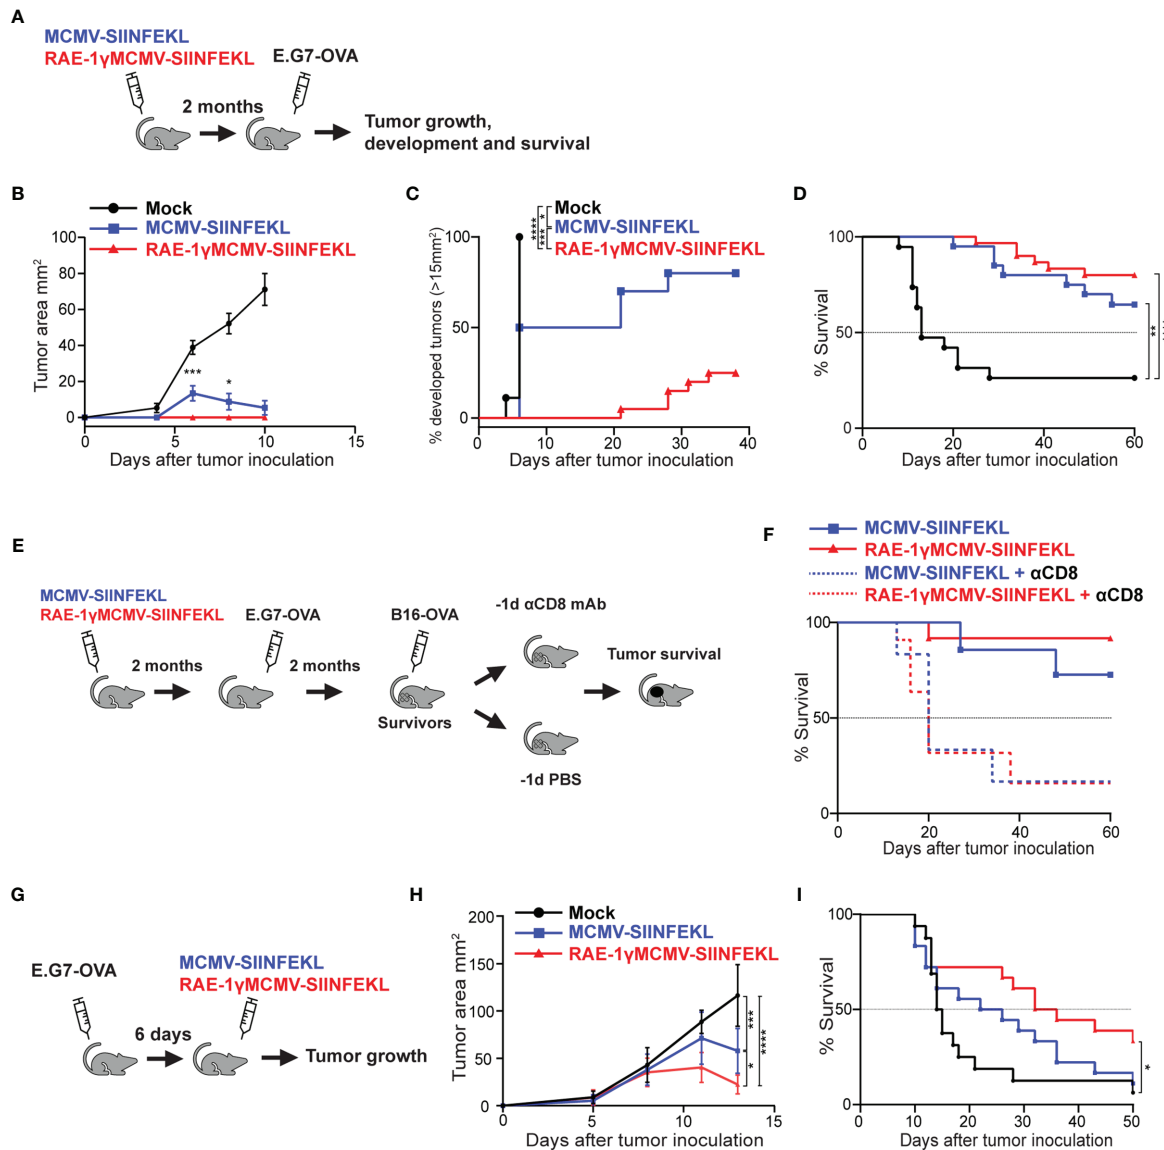 A
MCMV-SIINFEKL
RAE-1γMCMV-SIINFEKL
E.G7-OVA
2 months
Tumor growth,
development and survival
B
Mock
MCMV-SIINFEKL
RAE-1γMCMV-SIINFEKL
Tumor area mm²
100
80
60
40
20
0
***
*
0 5 10 15
Days after tumor inoculation
C
Mock
MCMV-SIINFEKL
RAE-1γMCMV-SIINFEKL
****
***
*
% developed tumors (>15mm²)
100
50
0
0 10 20 30 40
Days after tumor inoculation
D
% Survival
100
50
0
**
0 20 40 60
Days after tumor inoculation
E
MCMV-SIINFEKL
RAE-1γMCMV-SIINFEKL
2 months
E.G7-OVA
2 months
B16-OVA
Survivors
-1d αCD8 mAb
-1d PBS
Tumor survival
F
MCMV-SIINFEKL
RAE-1γMCMV-SIINFEKL
MCMV-SIINFEKL + αCD8
RAE-1γMCMV-SIINFEKL + αCD8
% Survival
100
50
0
0 20 40 60
Days after tumor inoculation
G
E.G7-OVA
6 days
MCMV-SIINFEKL
RAE-1γMCMV-SIINFEKL
Tumor growth
H
Mock
MCMV-SIINFEKL
RAE-1γMCMV-SIINFEKL
Tumor area mm²
200
150
100
50
0
***
*
****
0 5 10 15
Days after tumor inoculation
I
% Survival
100
50
0
*
0 10 20 30 40 50
Days after tumor inoculation